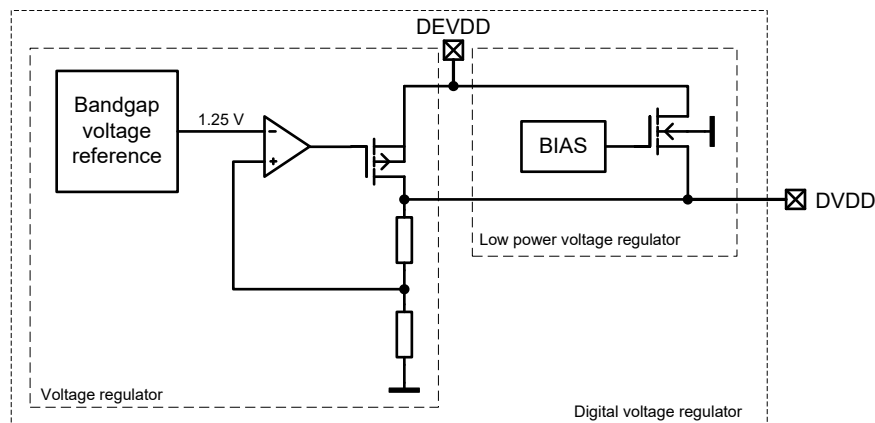 DEVDD
Bandgap
voltage
reference
1.25 V
−
+
BIAS
DVDD
Low power voltage regulator
Voltage regulator
Digital voltage regulator